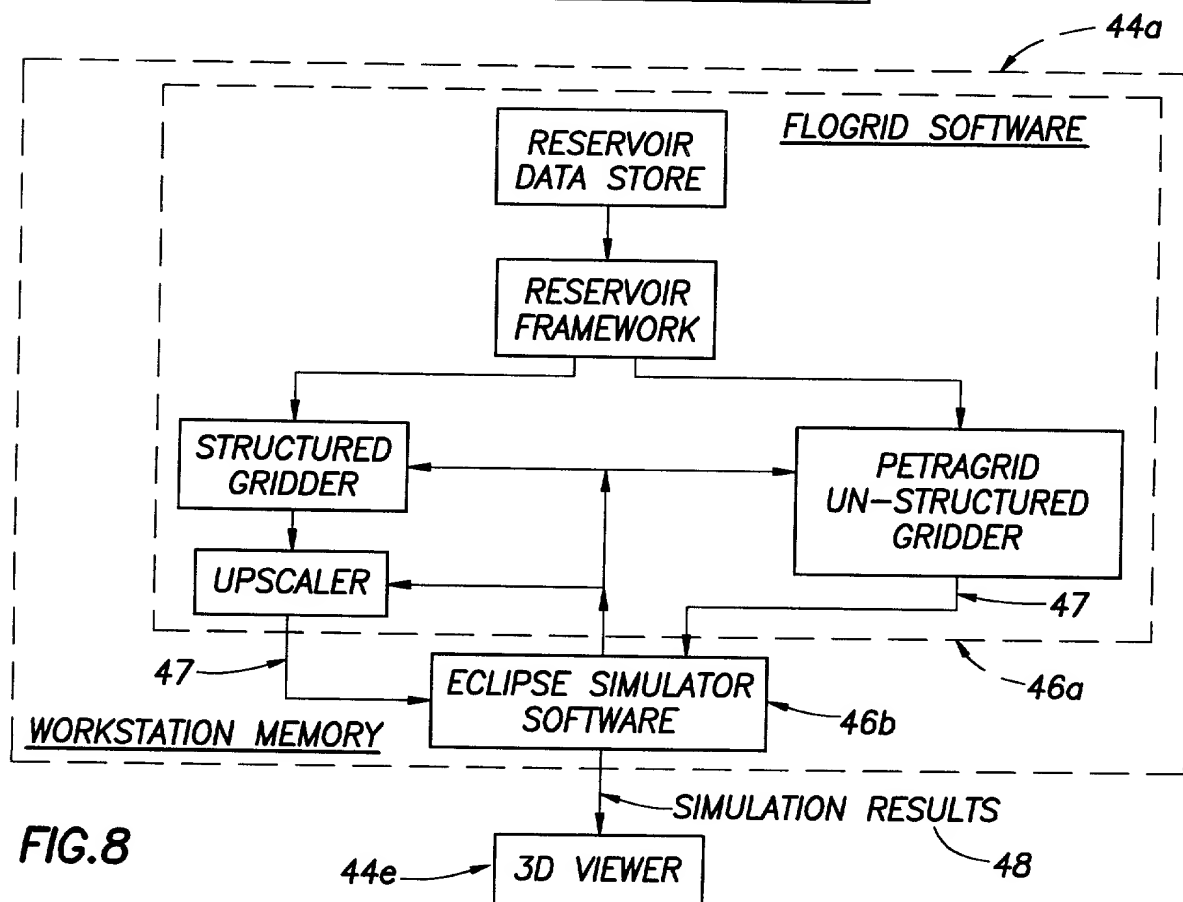 44a
FLOGRID SOFTWARE
RESERVOIR
DATA STORE
RESERVOIR
FRAMEWORK
STRUCTURED
GRIDDER
PETRAGRID
UN-STRUCTURED
GRIDDER
UPSCALER
47
47
46a
ECLIPSE SIMULATOR
SOFTWARE
46b
WORKSTATION MEMORY
SIMULATION RESULTS
48
FIG.8
44e
3D VIEWER